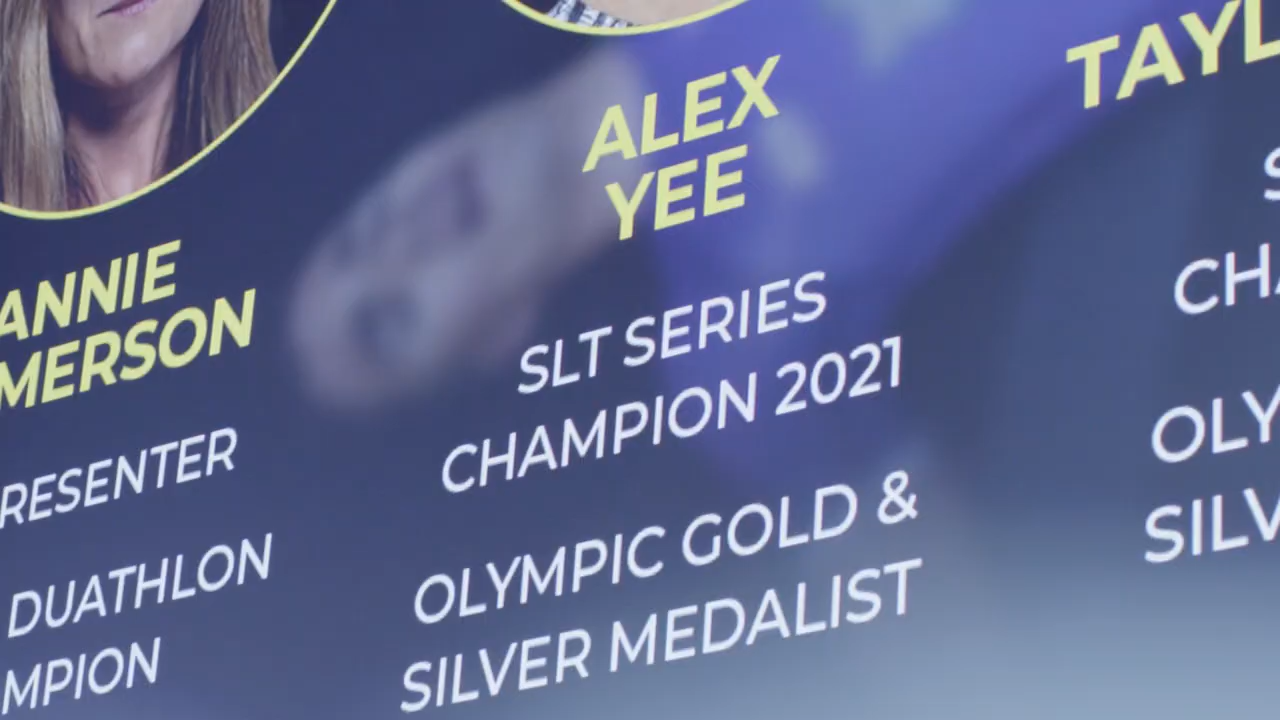 ANNIE
MERSON
RESENTER
DUATHLON
MPION
ALEX
YEE
SLT SERIES
CHAMPION 2021
OLYMPIC GOLD &
SILVER MEDALIST
TAYL
S
CHA
OLY
SILV